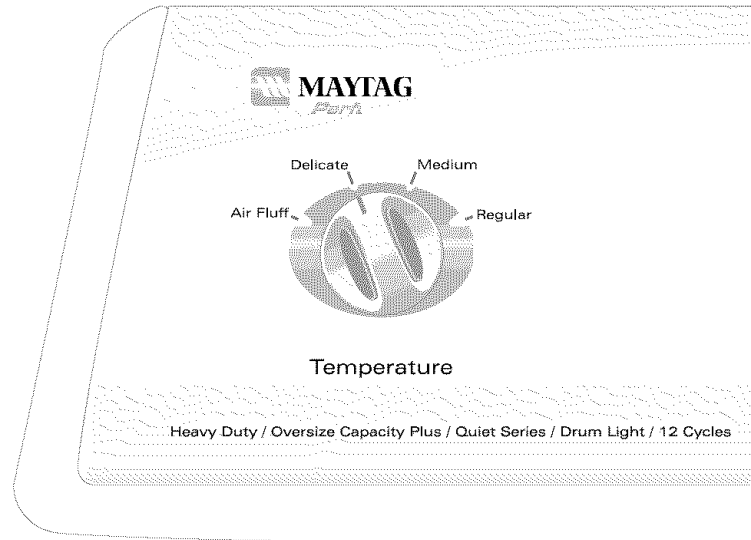 MAYTAG
Delicate
Medium
Air Fluff
Regular
Temperature
Heavy Duty / Oversize Capacity Plus / Quiet Series / Drum Light / 12 Cycles